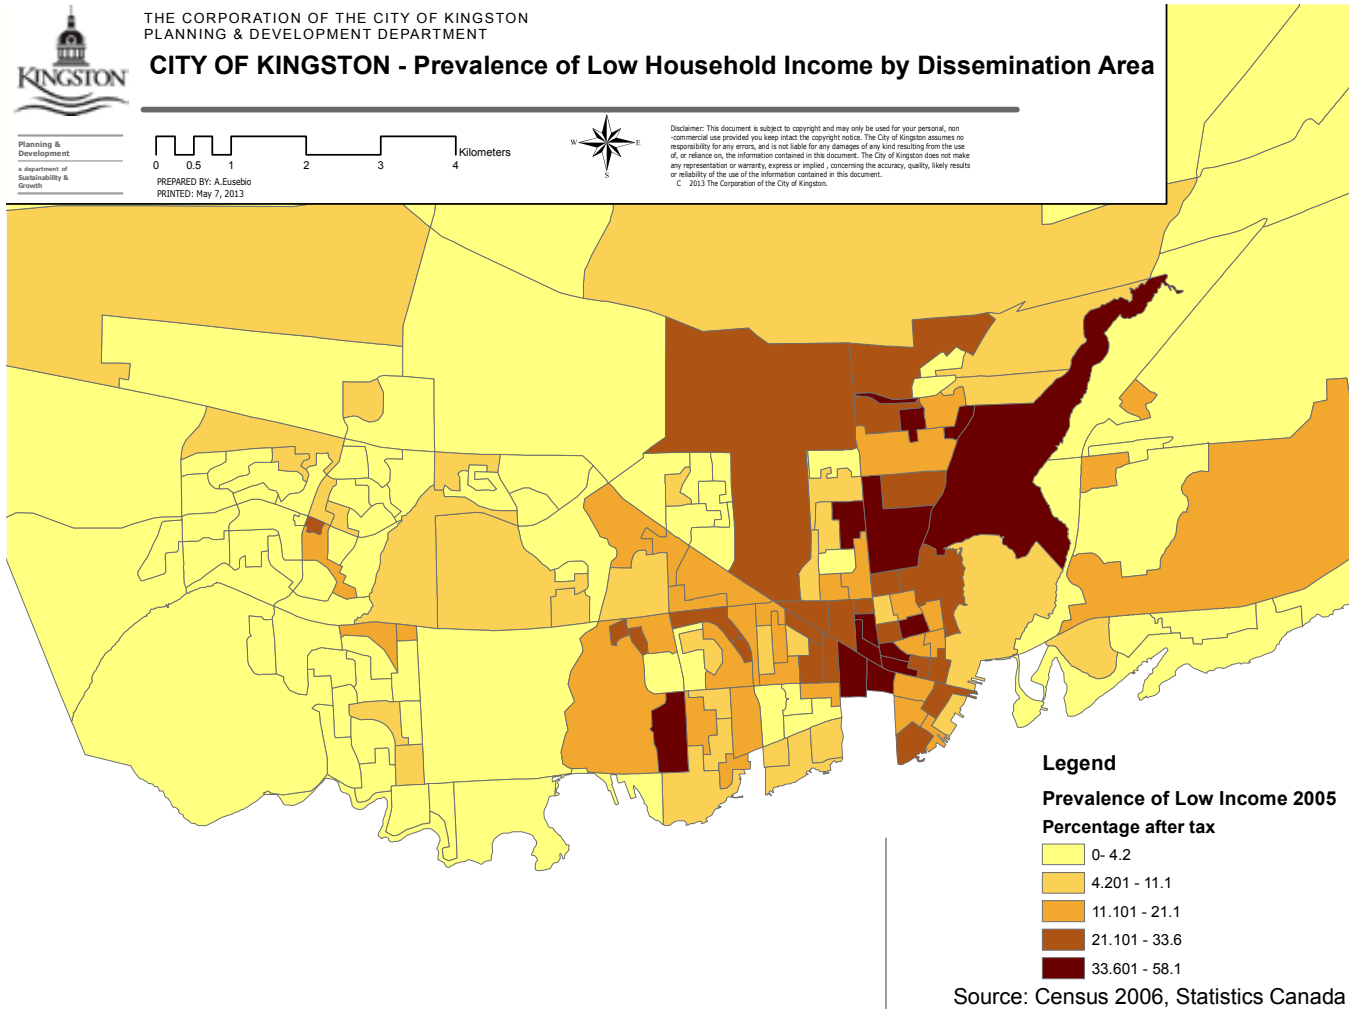 THE CORPORATION OF THE CITY OF KINGSTON
PLANNING & DEVELOPMENT DEPARTMENT
CITY OF KINGSTON - Prevalence of Low Household Income by Dissemination Area
KINGSTON
Planning &
Development
a department of
Sustainability &
Growth
0 0.5 1 2 3 4
Kilometers
PREPARED BY: A.Eusebio
PRINTED: May 7, 2013
N
W E
S
Disclaimer: This document is subject to copyright and may only be used for your personal, non
-commercial use provided you keep intact the copyright notice. The City of Kingston assumes no
responsibility for any errors, and is not liable for any damages of any kind resulting from the use
of, or reliance on, the information contained in this document. The City of Kingston does not make
any representation or warranty, express or implied , concerning the accuracy, quality, likely results
or reliability of the use of the information contained in this document.
C 2013 The Corporation of the City of Kingston.
Legend
Prevalence of Low Income 2005
Percentage after tax
0- 4.2
4.201 - 11.1
11.101 - 21.1
21.101 - 33.6
33.601 - 58.1
Source: Census 2006, Statistics Canada